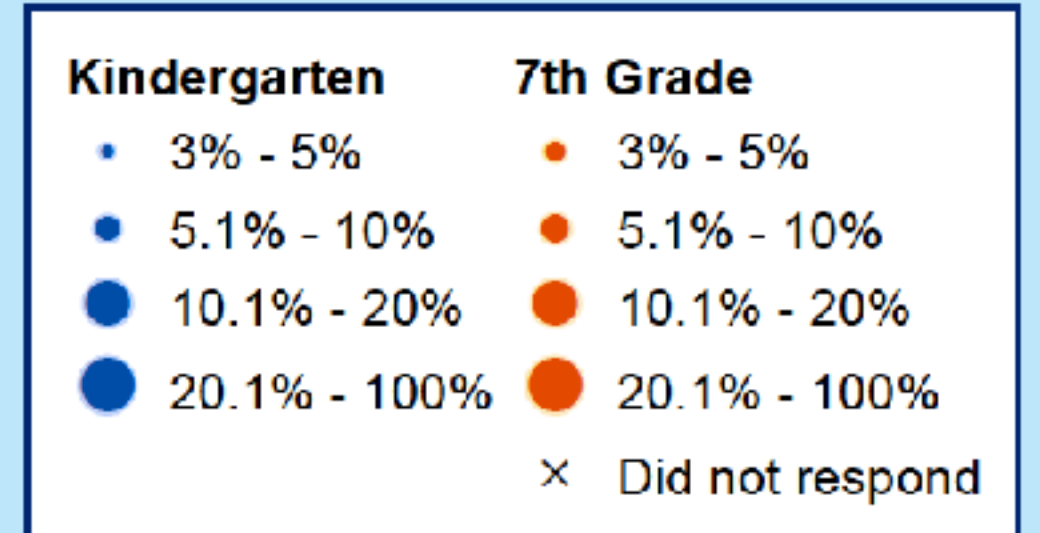 Kindergarten 7th Grade
3% - 5% 3% - 5%
5.1% - 10% 5.1% - 10%
10.1% - 20% 10.1% - 20%
20.1% - 100% 20.1% - 100%
× Did not respond